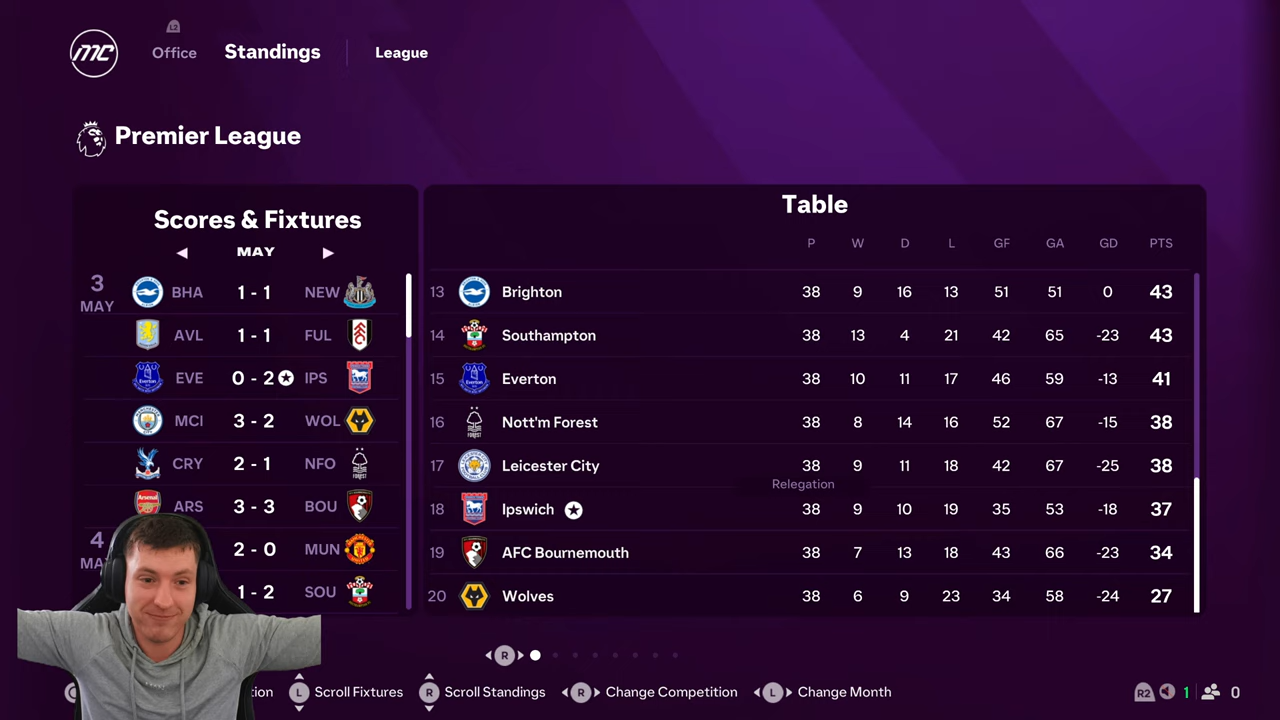 L2
MC Office Standings League
Premier League
Scores & Fixtures
MAY
3 MAY
BHA 1 - 1 NEW
AVL 1 - 1 FUL
EVE 0 - 2 IPS
MCI 3 - 2 WOL
CRY 2 - 1 NFO
ARS 3 - 3 BOU
4
2 - 0 MUN
1 - 2 SOU
Table
P W D L GF GA GD PTS
13 Brighton 38 9 16 13 51 51 0 43
14 Southampton 38 13 4 21 42 65 -23 43
15 Everton 38 10 11 17 46 59 -13 41
16 Nott'm Forest 38 8 14 16 52 67 -15 38
17 Leicester City 38 9 11 18 42 67 -25 38
Relegation
18 Ipswich 38 9 10 19 35 53 -18 37
19 AFC Bournemouth 38 7 13 18 43 66 -23 34
20 Wolves 38 6 9 23 34 58 -24 27
R
L Scroll Fixtures R Scroll Standings R Change Competition L Change Month R2 1 0